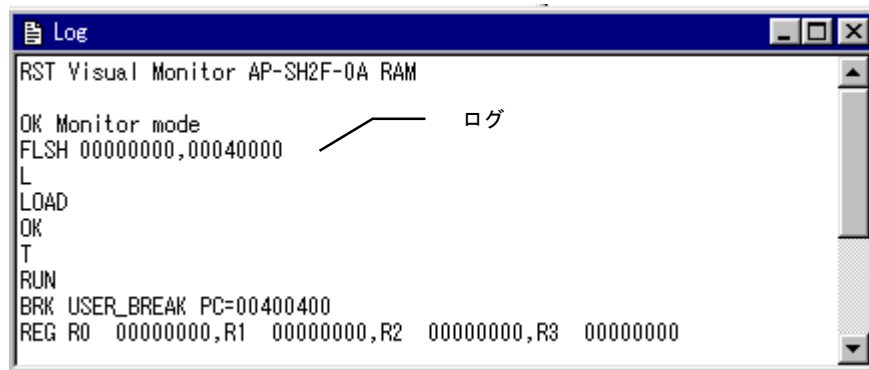 Log
RST Visual Monitor AP-SH2F-0A RAM
OK Monitor mode
ログ
FLSH 00000000,00040000
L
LOAD
OK
T
RUN
BRK USER_BREAK PC=00400400
REG R0  00000000,R1  00000000,R2  00000000,R3  00000000